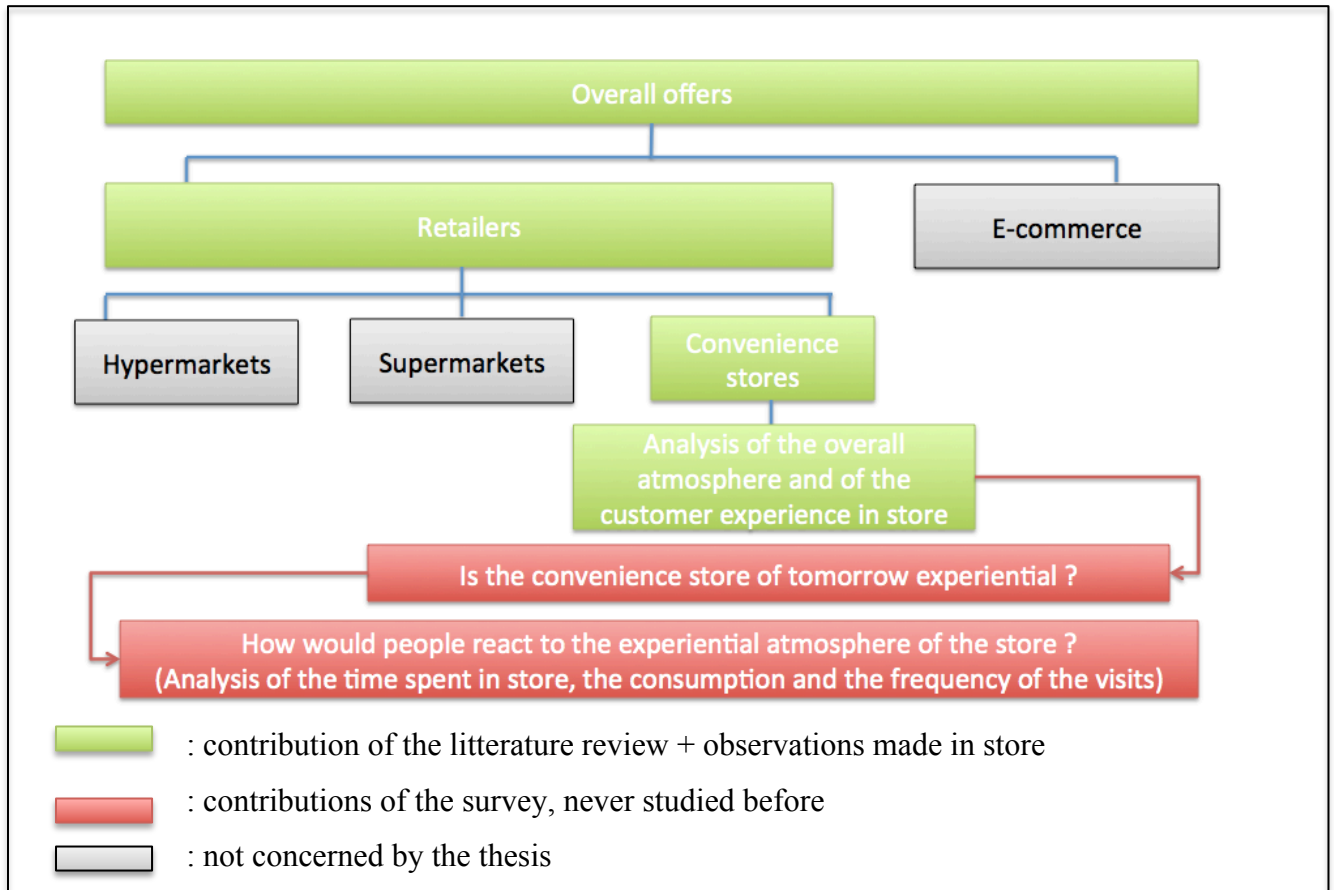 Overall offers
Retailers
E-commerce
Hypermarkets
Supermarkets
Convenience
stores
Analysis of the overall
atmosphere and of the
customer experience in store
Is the convenience store of tomorrow experiential ?
How would people react to the experiential atmosphere of the store ?
(Analysis of the time spent in store, the consumption and the frequency of the visits)
: contribution of the litterature review + observations made in store
: contributions of the survey, never studied before
: not concerned by the thesis